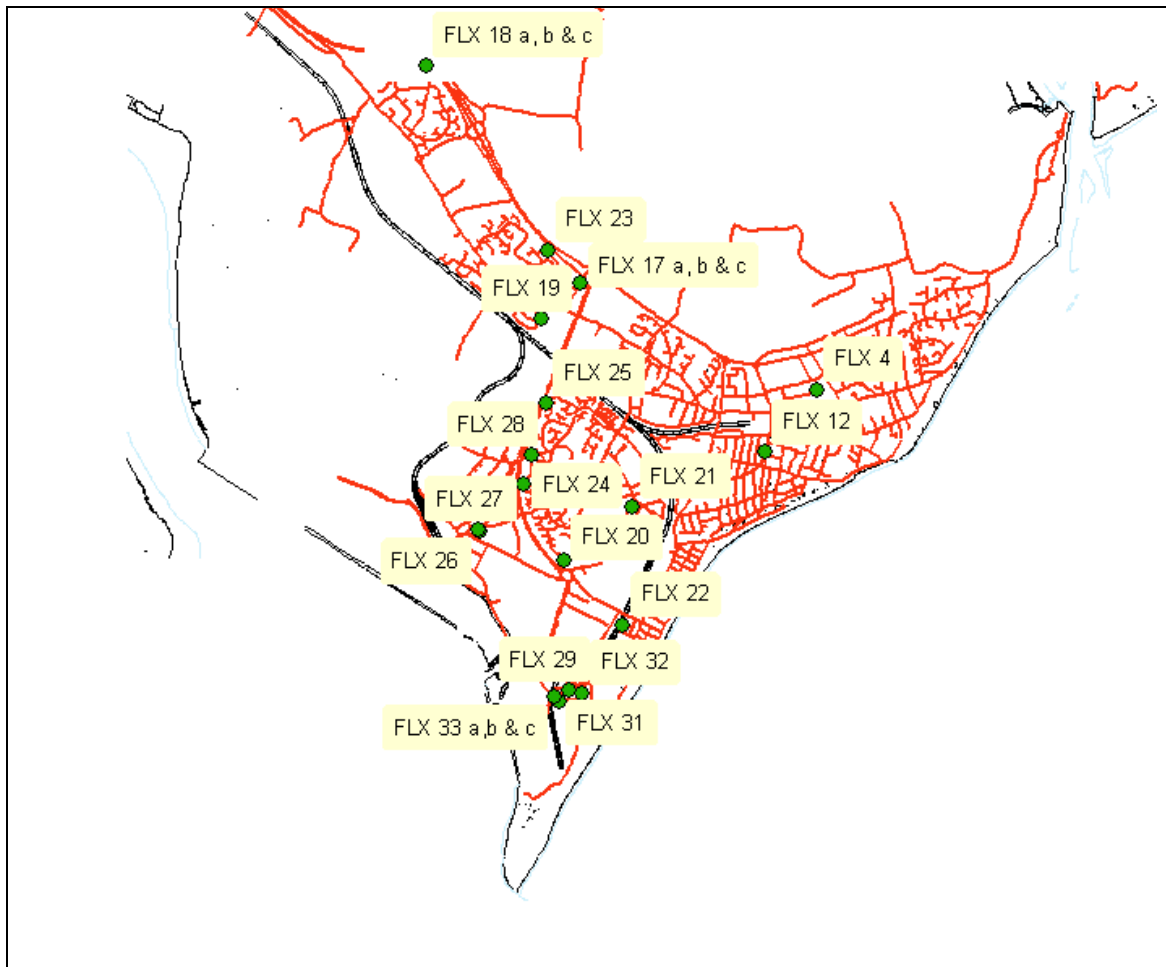 FLX 18 a, b & c
FLX 23
FLX 17 a, b & c
FLX 19
FLX 4
FLX 25
FLX 12
FLX 28
FLX 21
FLX 24
FLX 27
FLX 20
FLX 26
FLX 22
FLX 29
FLX 32
FLX 33 a,b & c
FLX 31